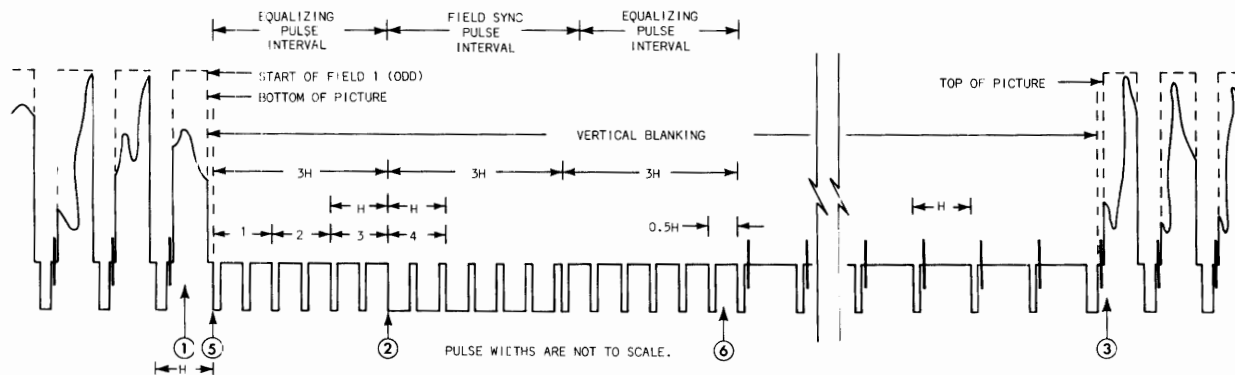 EQUALIZING
PULSE
INTERVAL
FIELD SYNC
PULSE
INTERVAL
EQUALIZING
PULSE
INTERVAL
START OF FIELD 1 (ODD)
BOTTOM OF PICTURE
TOP OF PICTURE
VERTICAL BLANKING
3H
3H
3H
H
H
H
1
2
3
4
0.5H
1
5
2
6
3
PULSE WIDTHS ARE NOT TO SCALE.
H